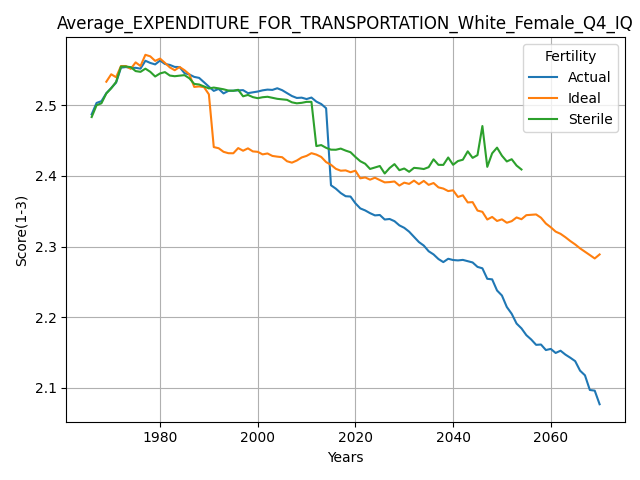 Average_EXPENDITURE_FOR_TRANSPORTATION_White_Female_Q4_IQ
Fertility
Actual
Ideal
Sterile
Score(1-3)
2.5
2.4
2.3
2.2
2.1
1980
2000
2020
2040
2060
Years